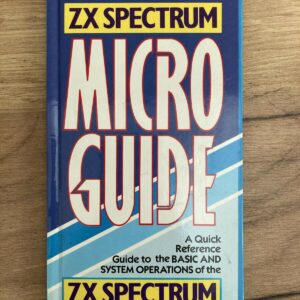 ZX SPECTRUM
MICRO
GUIDE
A Quick
Reference
Guide to the BASIC AND
SYSTEM OPERATIONS of the
ZX SPECTRUM